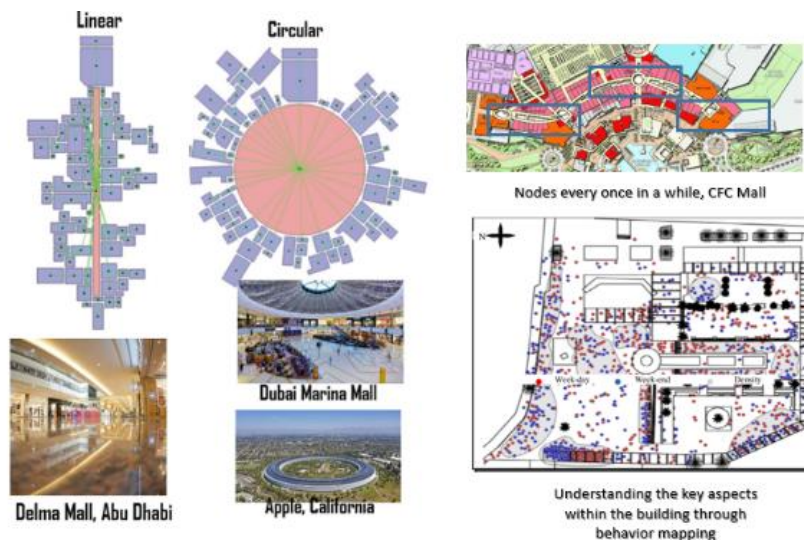 Linear
Circular
Delma Mall, Abu Dhabi
Dubai Marina Mall
Apple, California
Nodes every once in a while, CFC Mall
N
Week-day
Week-end
Density
Understanding the key aspects
within the building through
behavior mapping